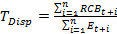 T_{Disp} = \frac{\sum_{i=1}^{n} RCB_{t+i}}{\sum_{i=1}^{n} E_{t+i}}